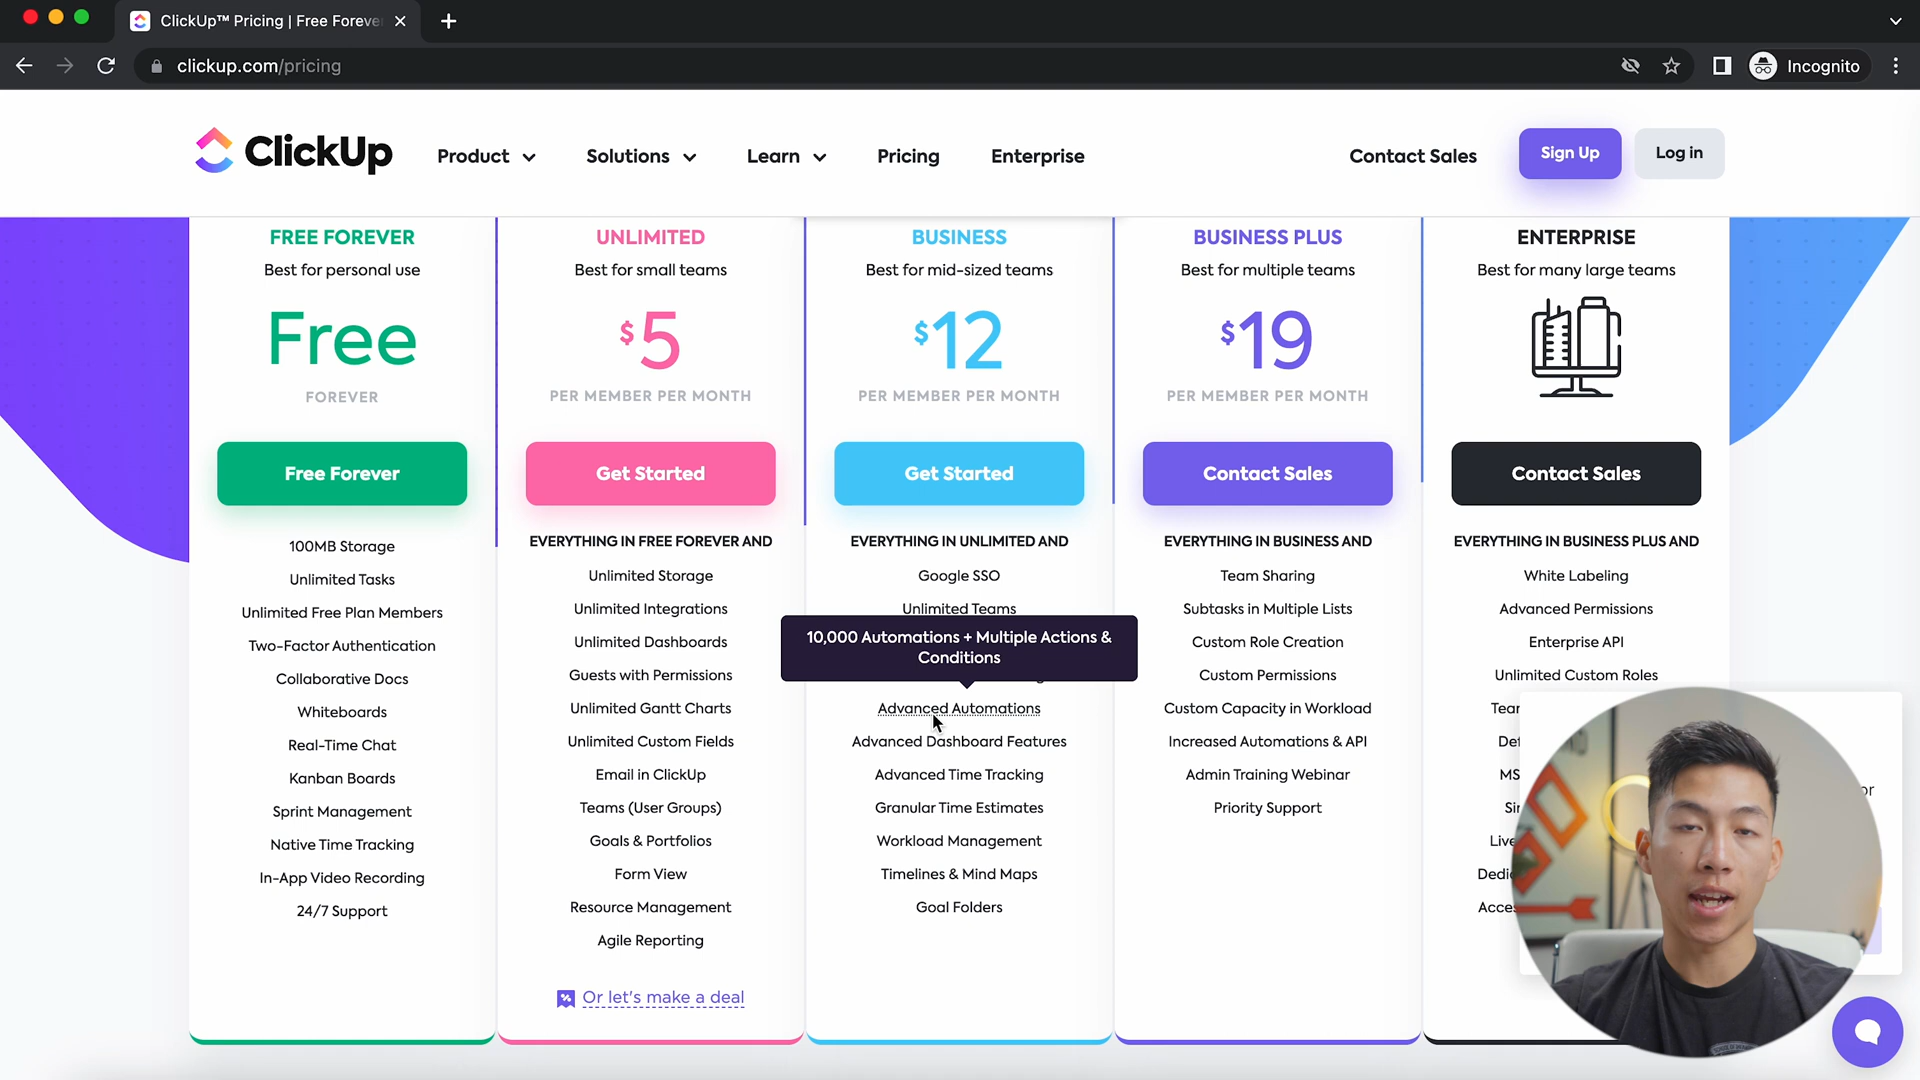 ClickUp™ Pricing | Free Foreve
clickup.com/pricing
Incognito
ClickUp
Product
Solutions
Learn
Pricing
Enterprise
Contact Sales
Sign Up
Log in
FREE FOREVER
Best for personal use
Free
FOREVER
Free Forever
100MB Storage
Unlimited Tasks
Unlimited Free Plan Members
Two-Factor Authentication
Collaborative Docs
Whiteboards
Real-Time Chat
Kanban Boards
Sprint Management
Native Time Tracking
In-App Video Recording
24/7 Support
UNLIMITED
Best for small teams
$5
PER MEMBER PER MONTH
Get Started
EVERYTHING IN FREE FOREVER AND
Unlimited Storage
Unlimited Integrations
Unlimited Dashboards
Guests with Permissions
Unlimited Gantt Charts
Unlimited Custom Fields
Email in ClickUp
Teams (User Groups)
Goals & Portfolios
Form View
Resource Management
Agile Reporting
Or let's make a deal
BUSINESS
Best for mid-sized teams
$12
PER MEMBER PER MONTH
Get Started
EVERYTHING IN UNLIMITED AND
Google SSO
Unlimited Teams
10,000 Automations + Multiple Actions &
Conditions
Advanced Automations
Advanced Dashboard Features
Advanced Time Tracking
Granular Time Estimates
Workload Management
Timelines & Mind Maps
Goal Folders
BUSINESS PLUS
Best for multiple teams
$19
PER MEMBER PER MONTH
Contact Sales
EVERYTHING IN BUSINESS AND
Team Sharing
Subtasks in Multiple Lists
Custom Role Creation
Custom Permissions
Custom Capacity in Workload
Increased Automations & API
Admin Training Webinar
Priority Support
ENTERPRISE
Best for many large teams
Contact Sales
EVERYTHING IN BUSINESS PLUS AND
White Labeling
Advanced Permissions
Enterprise API
Unlimited Custom Roles